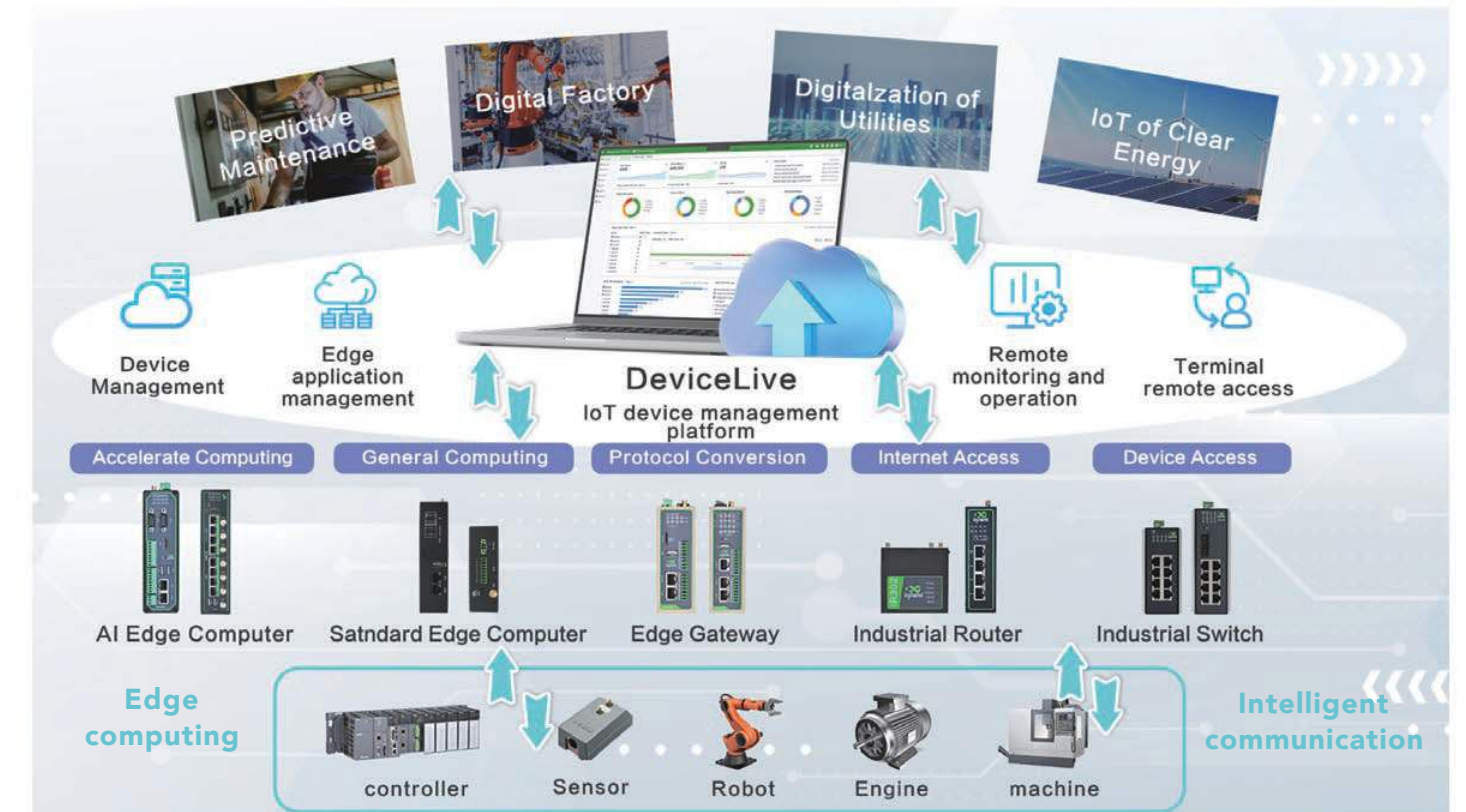 Predictive
Maintenance
Digital Factory
Digitalzation of
Utilities
IoT of Clear
Energy
Device
Management
Edge
application
management
DeviceLive
IoT device management
platform
Remote
monitoring and
operation
Terminal
remote access
Accelerate Computing
General Computing
Protocol Conversion
Internet Access
Device Access
IR302
AI Edge Computer
Satndard Edge Computer
Edge Gateway
Industrial Router
Industrial Switch
Edge
computing
controller
Sensor
Robot
Engine
machine
Intelligent
communication